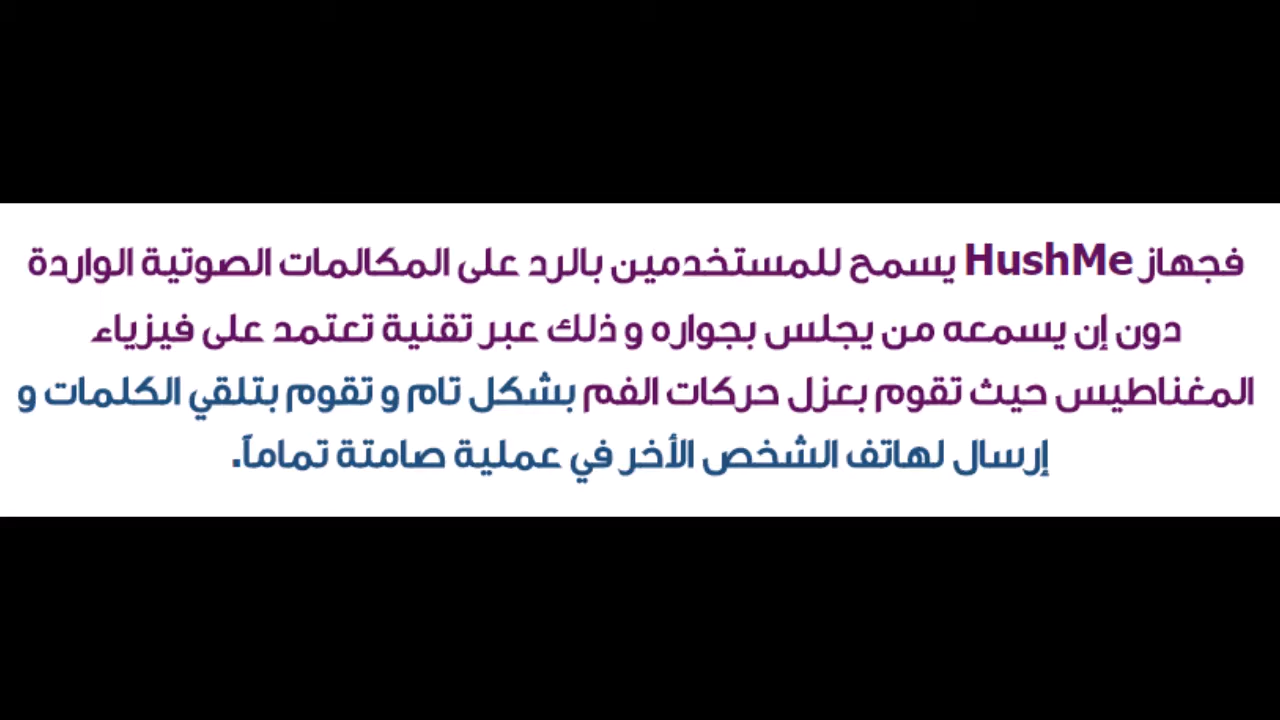 فجهاز HushMe يسمح للمستخدمين بالرد على المكالمات الصوتية الواردة
دون إن يسمعه من يجلس بجواره و ذلك عبر تقنية تعتمد على فيزياء
المغناطيس حيث تقوم بعزل حركات الفم بشكل تام و تقوم بتلقي الكلمات و
إرسال لهاتف الشخص الأخر في عملية صامتة تماماً.